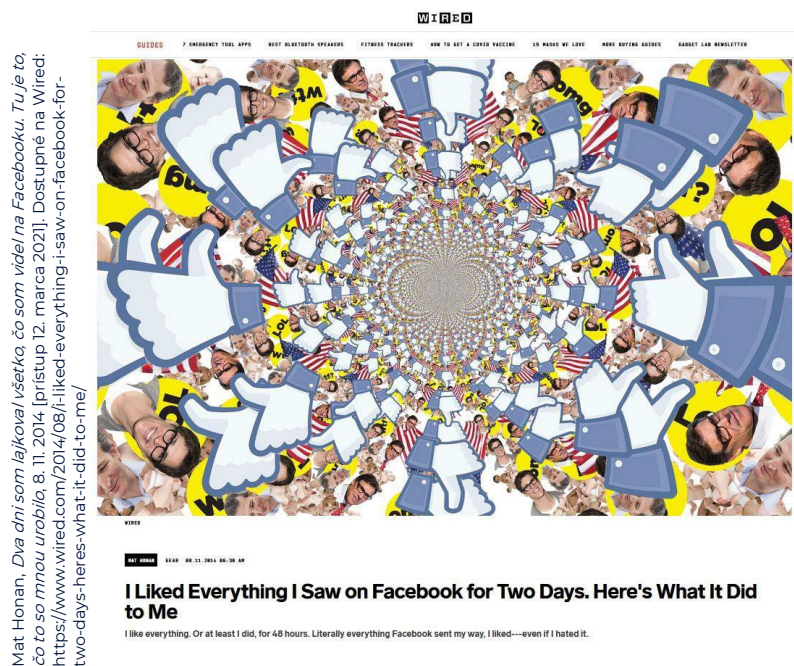 Mat Honan, Dva dni som lajkoval všetko, čo som videl na Facebooku. Tu je to,
čo to so mnou urobilo, 8. 11. 2014 [prístup 12. marca 2021]. Dostupné na Wired:
https://www.wired.com/2014/08/i-liked-everything-i-saw-on-facebook-for-
two-days-heres-what-it-did-to-me/
WIRED
GUIDES 7 EMERGENCY TOOL APPS BEST BLUETOOTH SPEAKERS FITNESS TRACKERS HOW TO GET A COVID VACCINE 19 MASKS WE LOVE MORE BUYING GUIDES GADGET LAB NEWSLETTER
wtf
omg
omg
lol
LOL
WIRED
MAT HONAN GEAR 08.11.2014 06:30 AM
I Liked Everything I Saw on Facebook for Two Days. Here's What It Did
to Me
I like everything. Or at least I did, for 48 hours. Literally everything Facebook sent my way, I liked---even if I hated it.